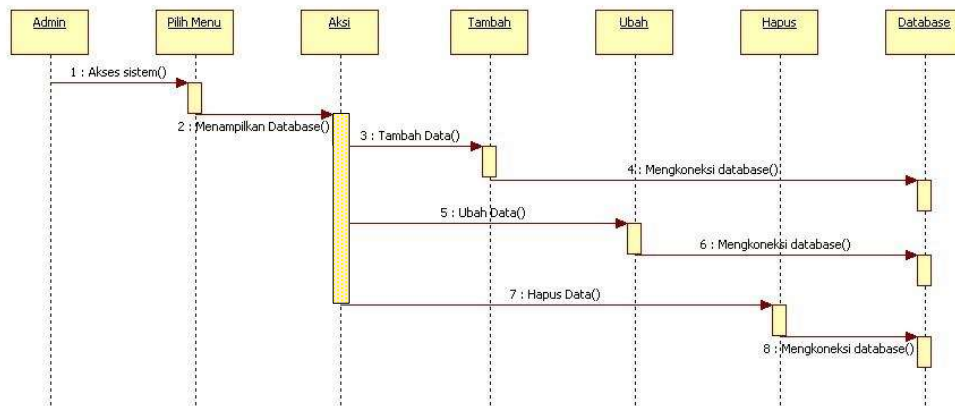 Admin
Pilih Menu
Aksi
Tambah
Ubah
Hapus
Database
1 : Akses sistem()
2 : Menampilkan Database()
3 : Tambah Data()
4 : Mengkoneksi database()
5 : Ubah Data()
6 : Mengkoneksi database()
7 : Hapus Data()
8 : Mengkoneksi database()